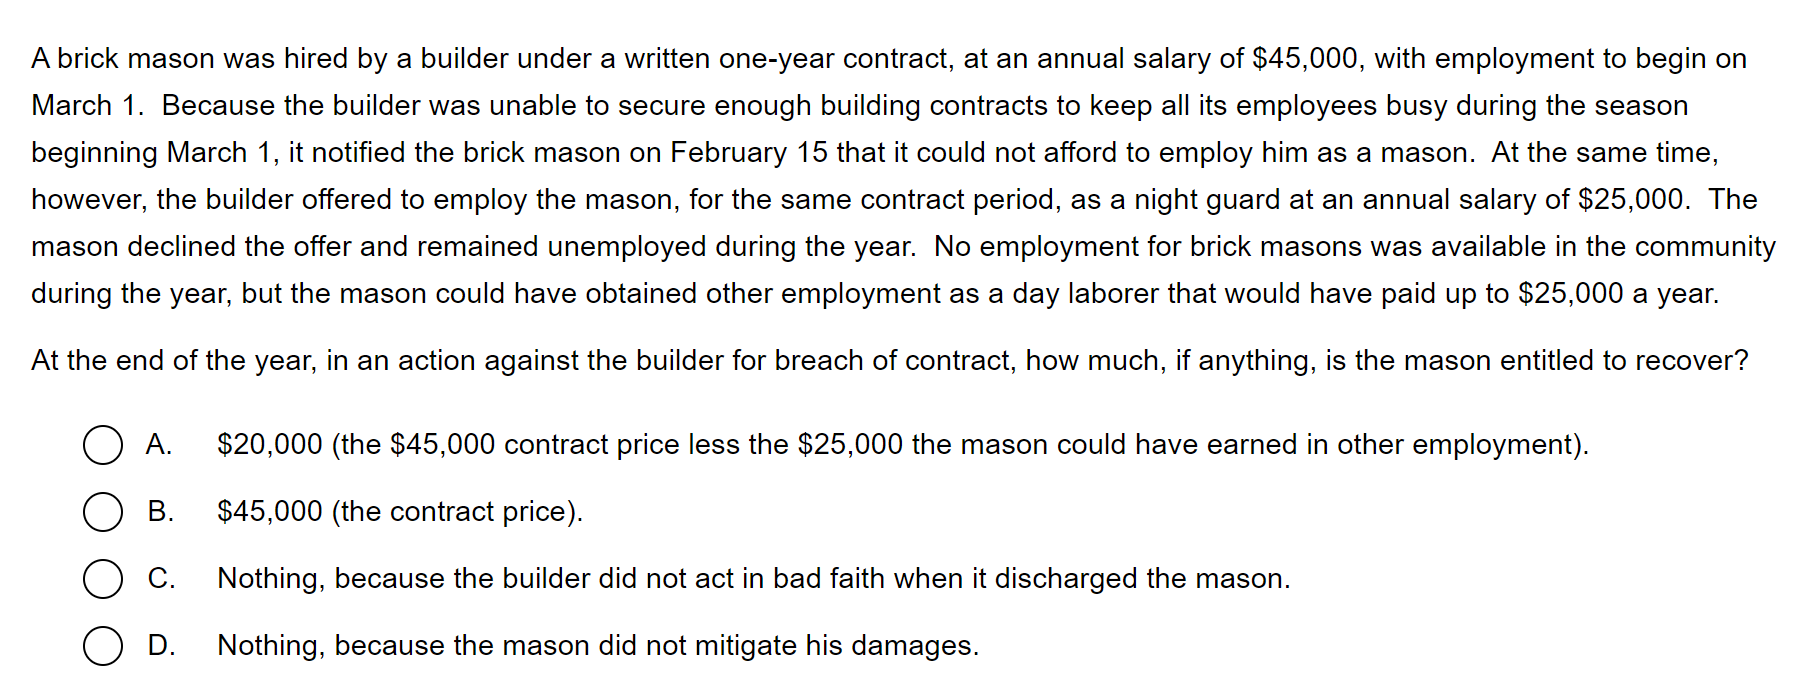 A brick mason was hired by a builder under a written one-year contract, at an annual salary of $45,000, with employment to begin on
March 1.  Because the builder was unable to secure enough building contracts to keep all its employees busy during the season
beginning March 1, it notified the brick mason on February 15 that it could not afford to employ him as a mason.  At the same time,
however, the builder offered to employ the mason, for the same contract period, as a night guard at an annual salary of $25,000.  The
mason declined the offer and remained unemployed during the year.  No employment for brick masons was available in the community
during the year, but the mason could have obtained other employment as a day laborer that would have paid up to $25,000 a year.
At the end of the year, in an action against the builder for breach of contract, how much, if anything, is the mason entitled to recover?
A. $20,000 (the $45,000 contract price less the $25,000 the mason could have earned in other employment).
B. $45,000 (the contract price).
C. Nothing, because the builder did not act in bad faith when it discharged the mason.
D. Nothing, because the mason did not mitigate his damages.